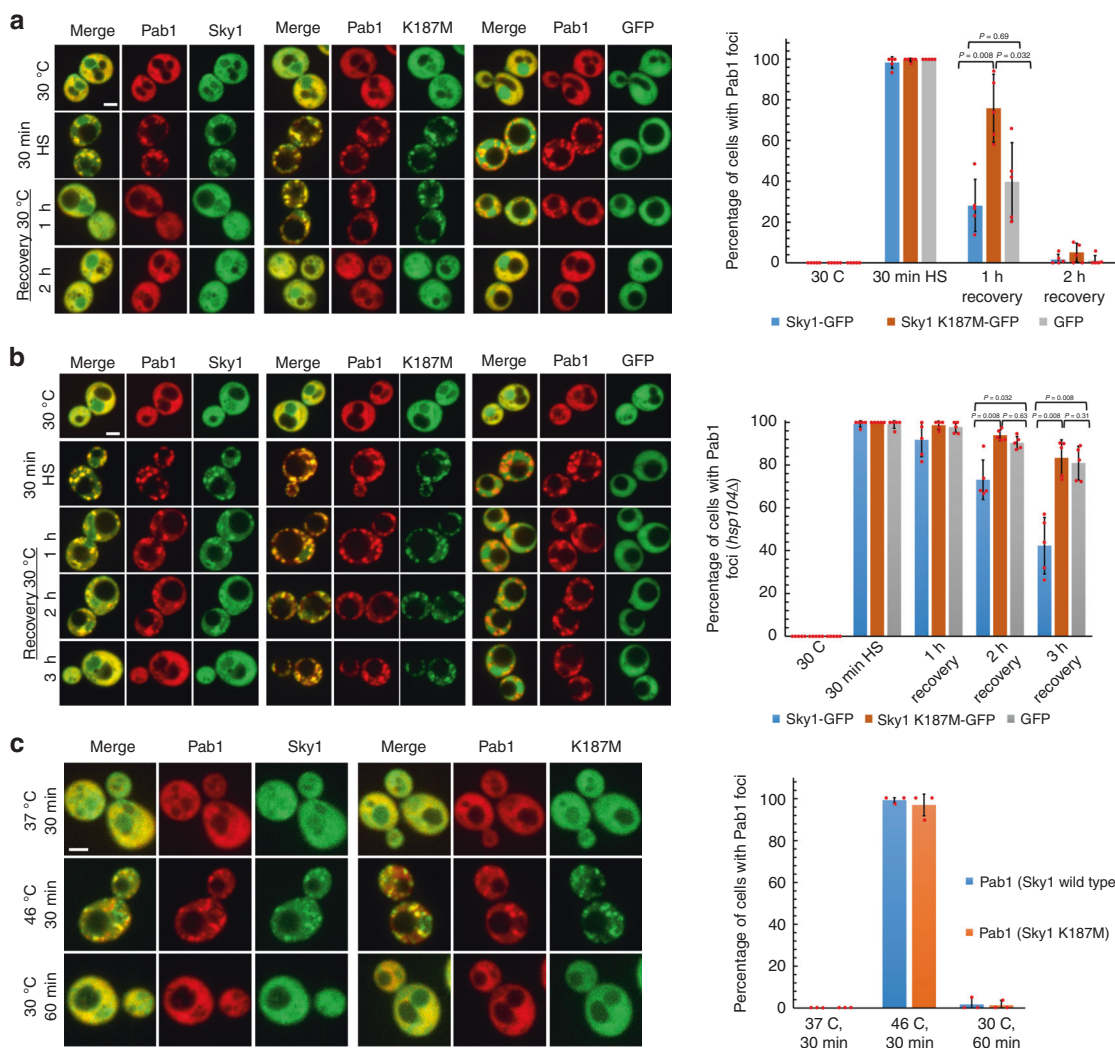 a
Merge Pab1 Sky1 Merge Pab1 K187M Merge Pab1 GFP
30 °C
30 min
HS
Recovery 30 °C
1 h
2 h
Percentage of cells with Pab1 foci
100
80
60
40
20
0
P = 0.69
P = 0.008 P = 0.032
30 C 30 min HS 1 h 2 h
recovery recovery
Sky1-GFP Sky1 K187M-GFP GFP
b
Merge Pab1 Sky1 Merge Pab1 K187M Merge Pab1 GFP
30 °C
30 min
HS
Recovery 30 °C
1 h
2 h
3 h
Percentage of cells with Pab1
foci (hsp104Δ)
100
80
60
40
20
0
P = 0.032 P = 0.008
P = 0.008 P = 0.63 P = 0.008 P = 0.31
30 C
30 min HS
1 h
recovery
2 h
recovery
3 h
recovery
Sky1-GFP Sky1 K187M-GFP GFP
c
Merge Pab1 Sky1 Merge Pab1 K187M
37 °C
30 min
46 °C
30 min
30 °C
60 min
Percentage of cells with Pab1 foci
100
80
60
40
20
0
Pab1 (Sky1 wild type
Pab1 (Sky1 K187M)
37 C, 46 C, 30 C,
30 min 30 min 60 min